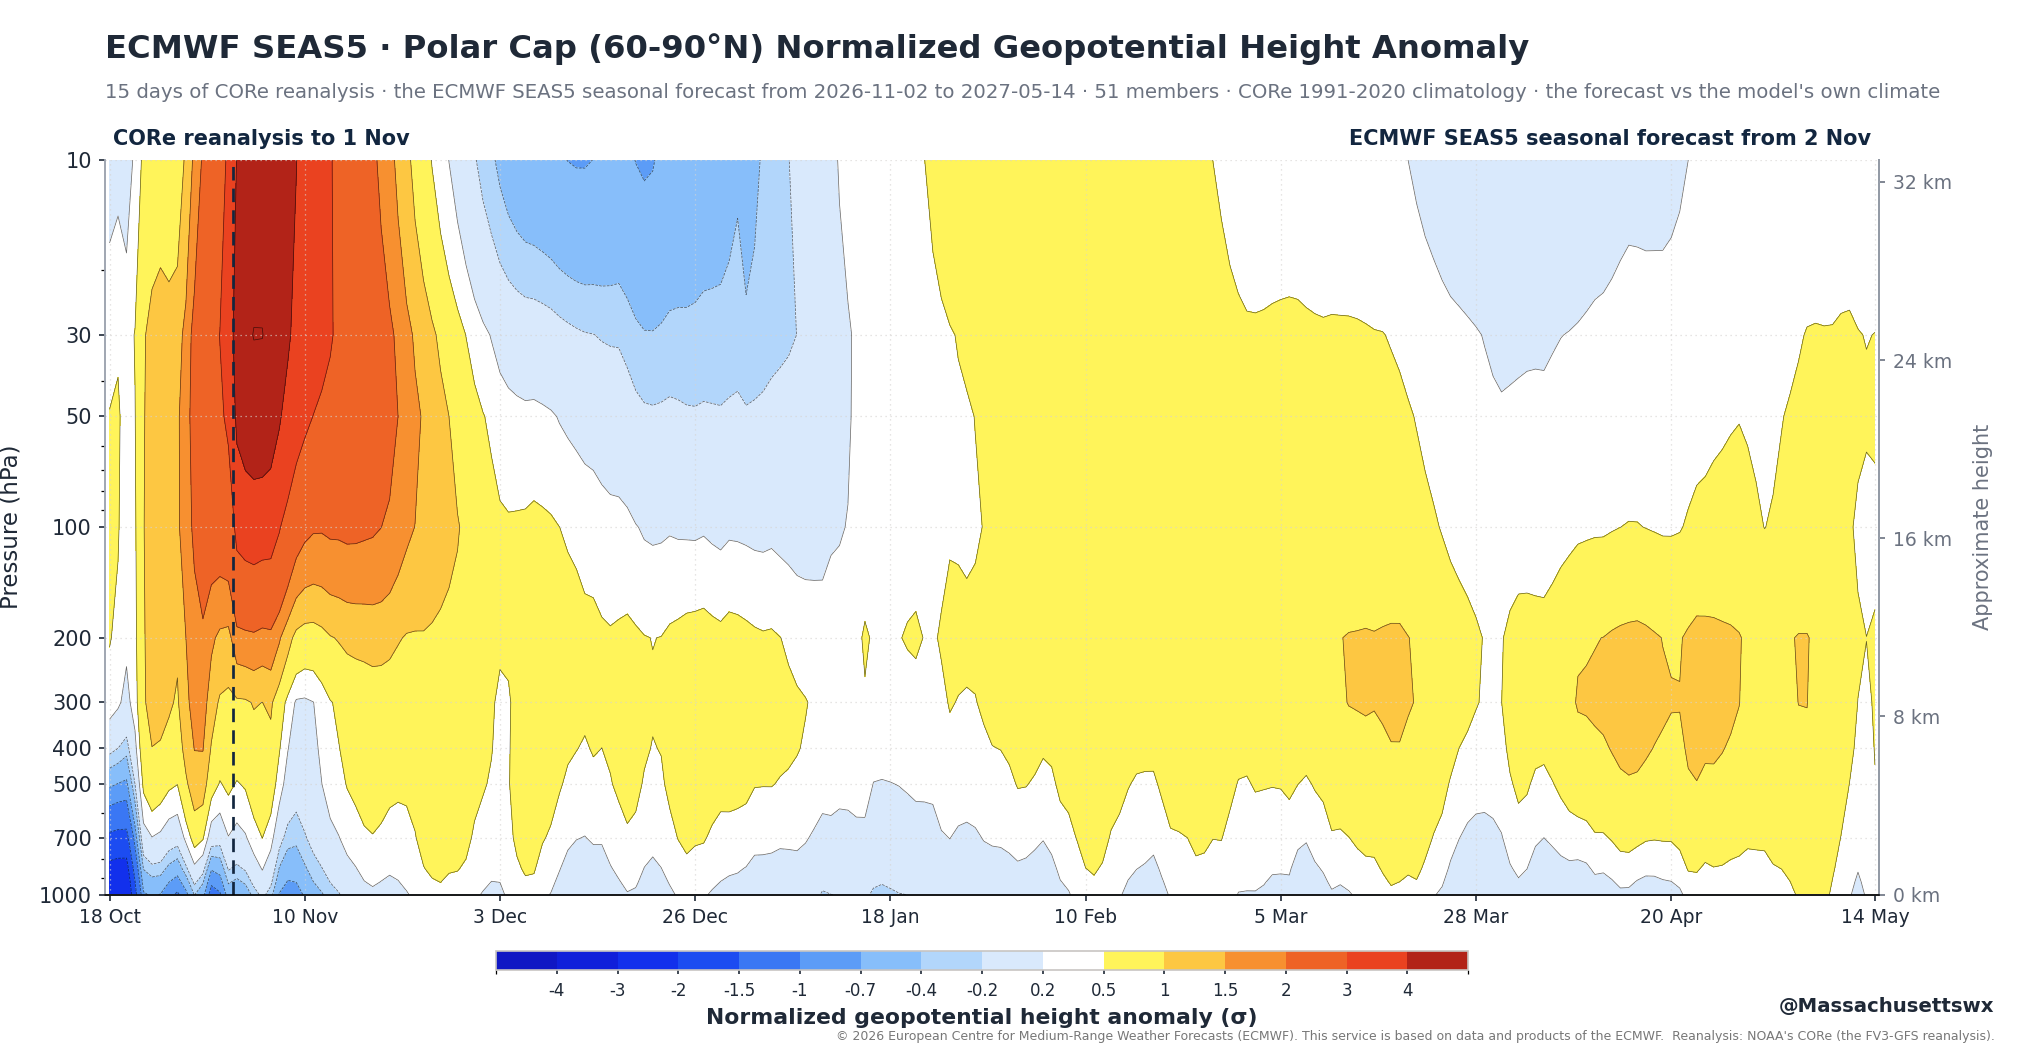 ECMWF SEAS5 · Polar Cap (60-90°N) Normalized Geopotential Height Anomaly
15 days of CORe reanalysis · the ECMWF SEAS5 seasonal forecast from 2026-11-02 to 2027-05-14 · 51 members · CORe 1991-2020 climatology · the forecast vs the model's own climate
CORe reanalysis to 1 Nov
ECMWF SEAS5 seasonal forecast from 2 Nov
Pressure (hPa)
10
30
50
100
200
300
400
500
700
1000
32 km
24 km
16 km
8 km
0 km
Approximate height
18 Oct 10 Nov 3 Dec 26 Dec 18 Jan 10 Feb 5 Mar 28 Mar 20 Apr 14 May
-4 -3 -2 -1.5 -1 -0.7 -0.4 -0.2 0.2 0.5 1 1.5 2 3 4
Normalized geopotential height anomaly (σ)
@Massachusettswx
© 2026 European Centre for Medium-Range Weather Forecasts (ECMWF). This service is based on data and products of the ECMWF. Reanalysis: NOAA's CORe (the FV3-GFS reanalysis).